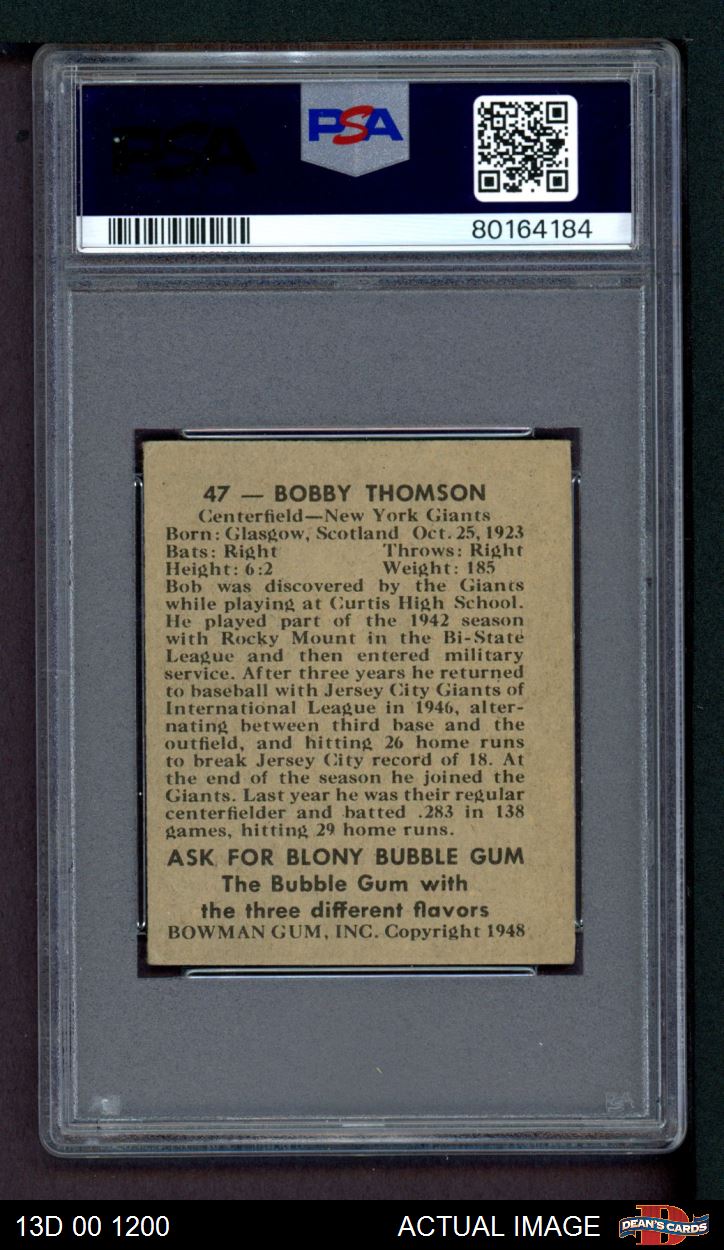 PSA
PSA
80164184
47 — BOBBY THOMSON
Centerfield—New York Giants
Born: Glasgow, Scotland Oct. 25, 1923
Bats: Right Throws: Right
Height: 6:2 Weight: 185
Bob was discovered by the Giants
while playing at Curtis High School.
He played part of the 1942 season
with Rocky Mount in the Bi-State
League and then entered military
service. After three years he returned
to baseball with Jersey City Giants of
International League in 1946, alter-
nating between third base and the
outfield, and hitting 26 home runs
to break Jersey City record of 18. At
the end of the season he joined the
Giants. Last year he was their regular
centerfielder and batted .283 in 138
games, hitting 29 home runs.
ASK FOR BLONY BUBBLE GUM
The Bubble Gum with
the three different flavors
BOWMAN GUM, INC. Copyright 1948
13D 00 1200
ACTUAL IMAGE
DEAN'S CARDS